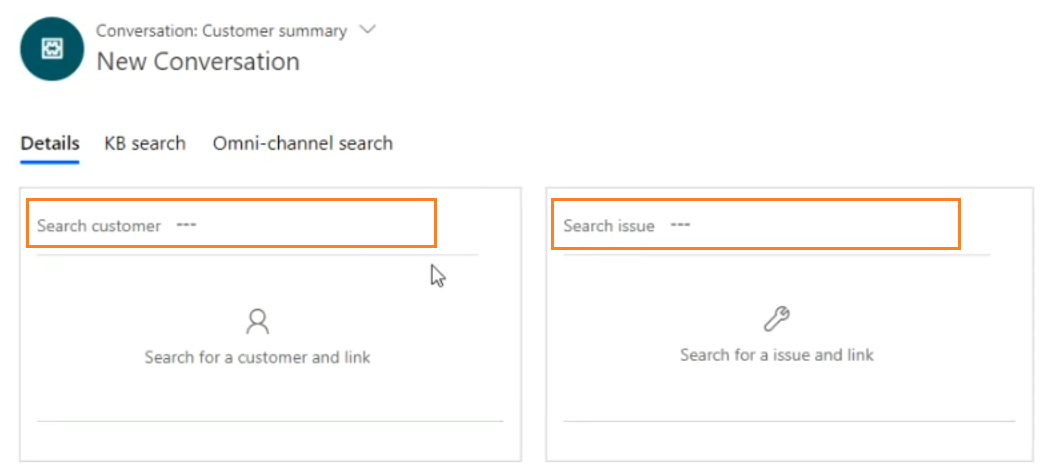 Conversation: Customer summary
New Conversation
Details KB search Omni-channel search
Search customer ---
Search issue ---
Search for a customer and link
Search for a issue and link